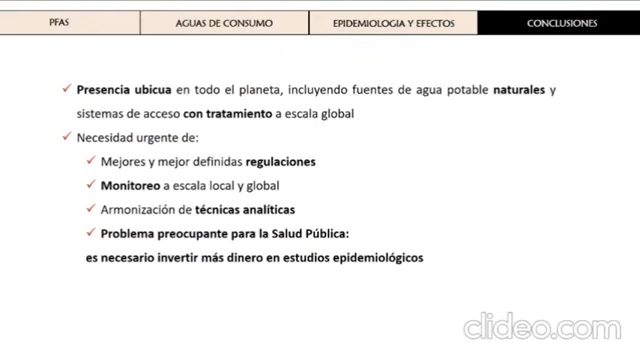 PFAS
AGUAS DE CONSUMO
EPIDEMIOLOGIA Y EFECTOS
CONCLUSIONES
✓ Presencia ubicua en todo el planeta, incluyendo fuentes de agua potable naturales y
sistemas de acceso con tratamiento a escala global
✓ Necesidad urgente de:
✓ Mejores y mejor definidas regulaciones
✓ Monitoreo a escala local y global
✓ Armonización de técnicas analíticas
✓ Problema preocupante para la Salud Pública:
es necesario invertir más dinero en estudios epidemiológicos
clideo.com